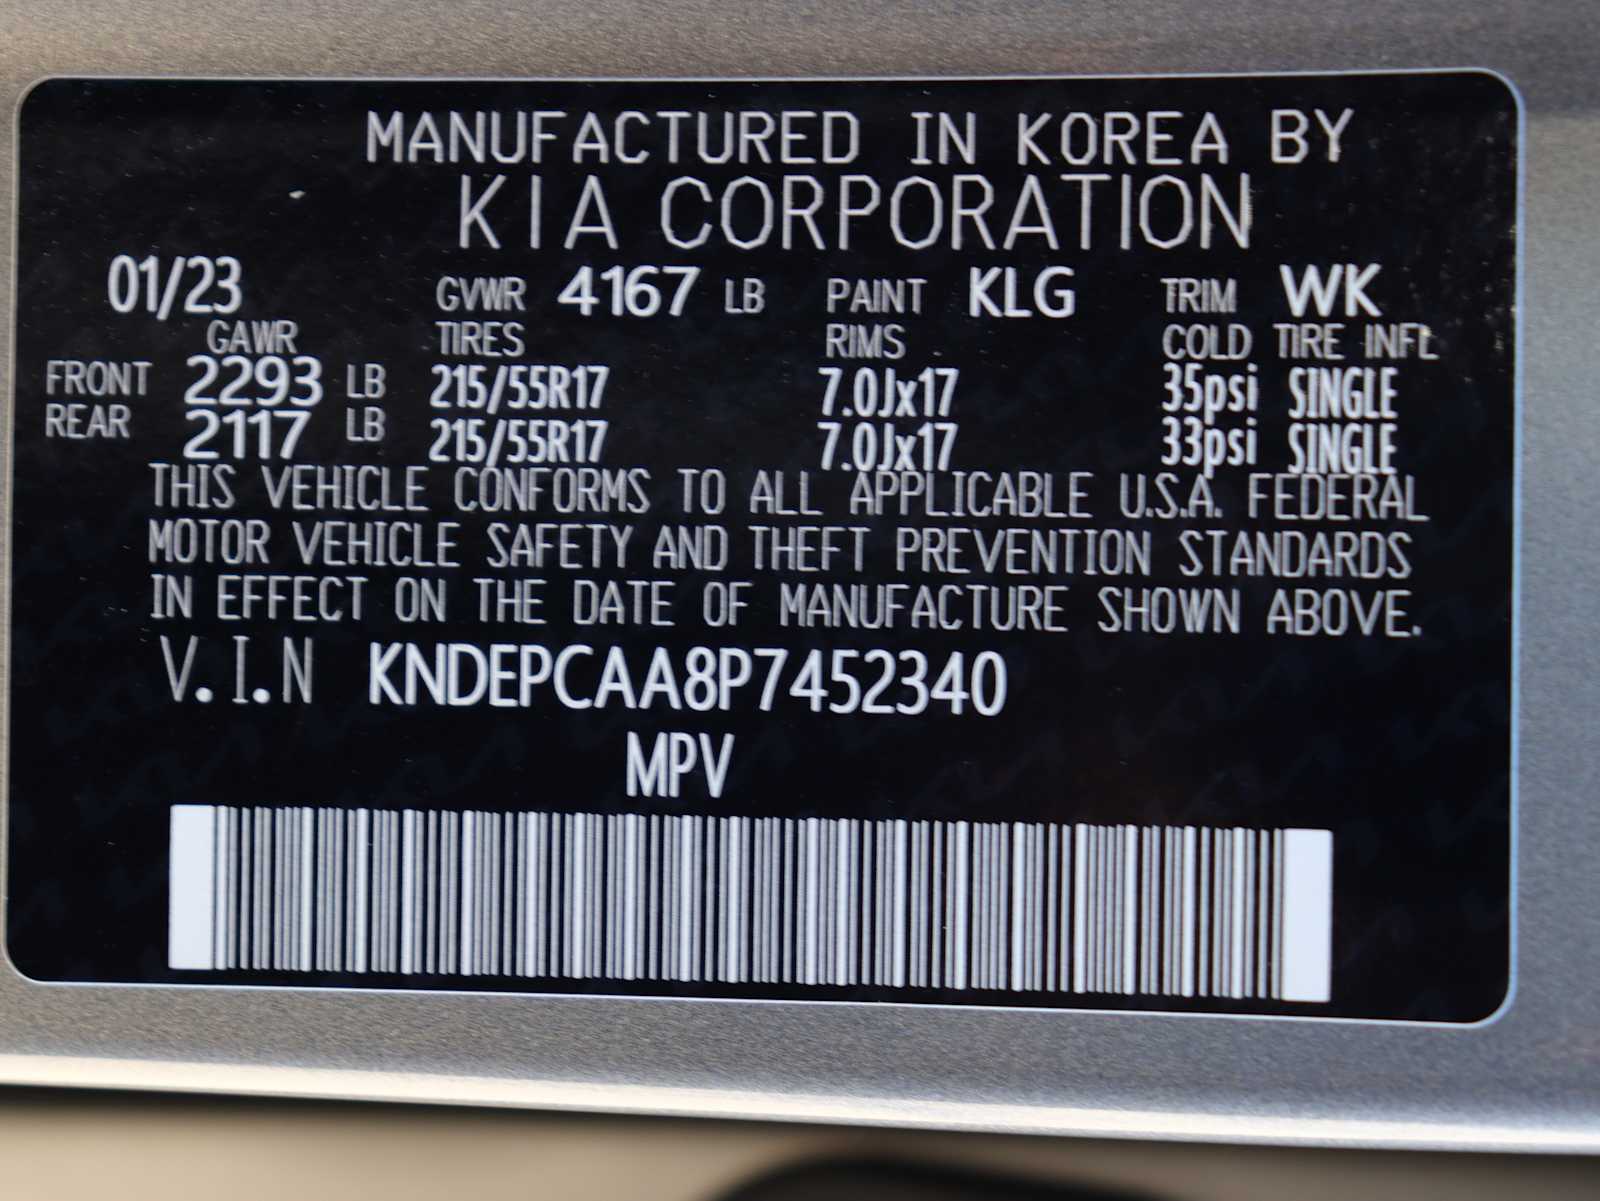 MANUFACTURED IN KOREA BY
KIA CORPORATION
01/23 GVWR 4167 LB PAINT KLG TRIM WK
GAWR TIRES RIMS COLD TIRE INFL
FRONT 2293 LB 215/55R17 7.0Jx17 35psi SINGLE
REAR 2117 LB 215/55R17 7.0Jx17 33psi SINGLE
THIS VEHICLE CONFORMS TO ALL APPLICABLE U.S.A. FEDERAL
MOTOR VEHICLE SAFETY AND THEFT PREVENTION STANDARDS
IN EFFECT ON THE DATE OF MANUFACTURE SHOWN ABOVE.
V.I.N KNDEPCAA8P7452340
MPV